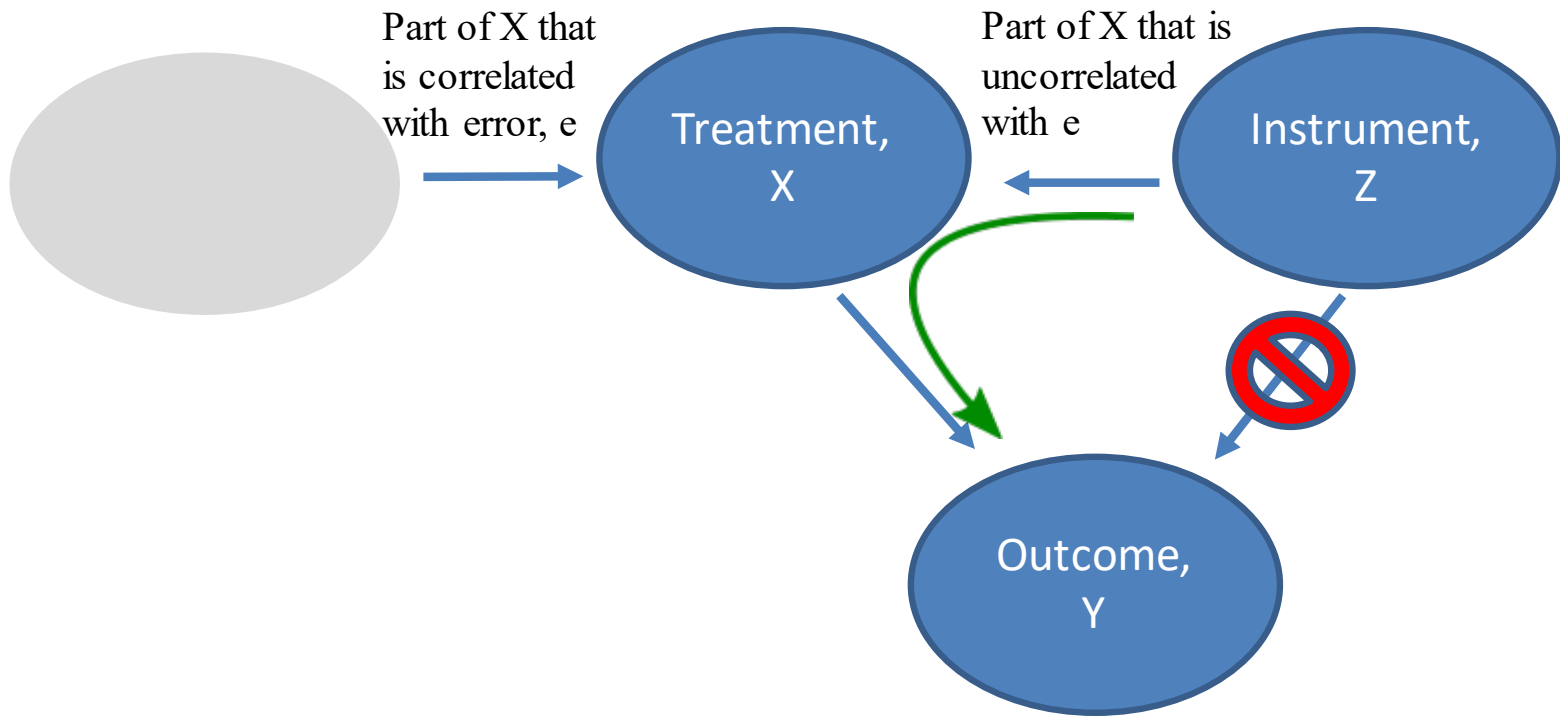 Part of X that
is correlated
with error, e
Treatment,
X
Part of X that is
uncorrelated
with e
Instrument,
Z
Outcome,
Y